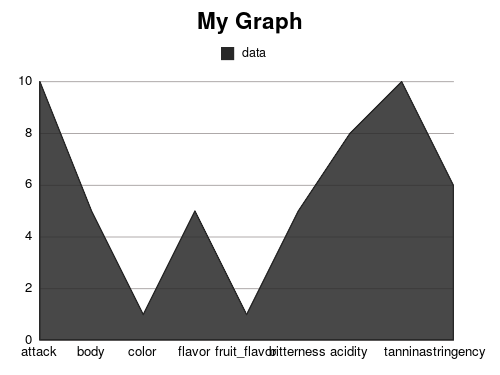 My Graph
data
10
8
6
4
2
0
attack body color flavor fruit_flavor bitterness acidity tannin astringency